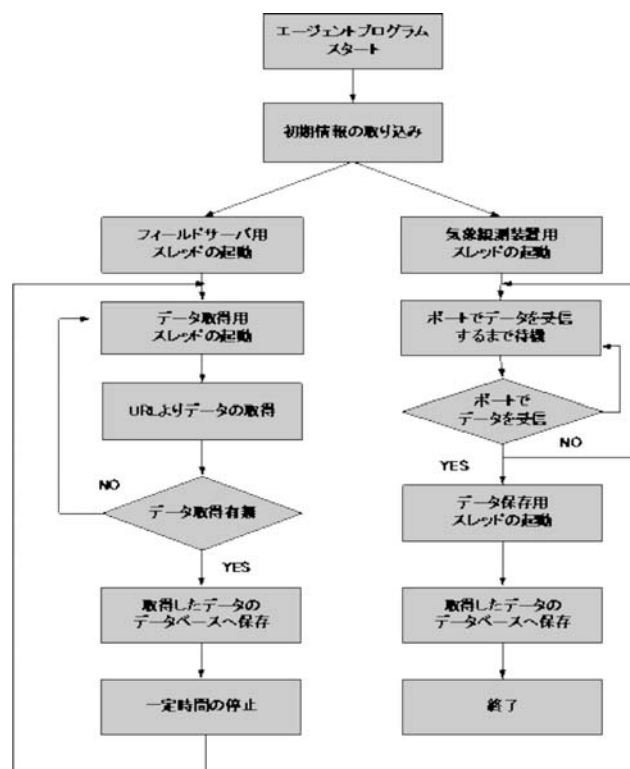 エージェントプログラム
スタート
初期情報の取り込み
フィールドサーバ用
スレッドの起動
データ取得用
スレッドの起動
URLよりデータの取得
NO
データ取得有無
YES
取得したデータの
データベースへ保存
一定時間の停止
気象観測装置用
スレッドの起動
ポートでデータを受信
するまで待機
ポートで
データを受信
YES
NO
データ保存用
スレッドの起動
取得したデータの
データベースへ保存
終了